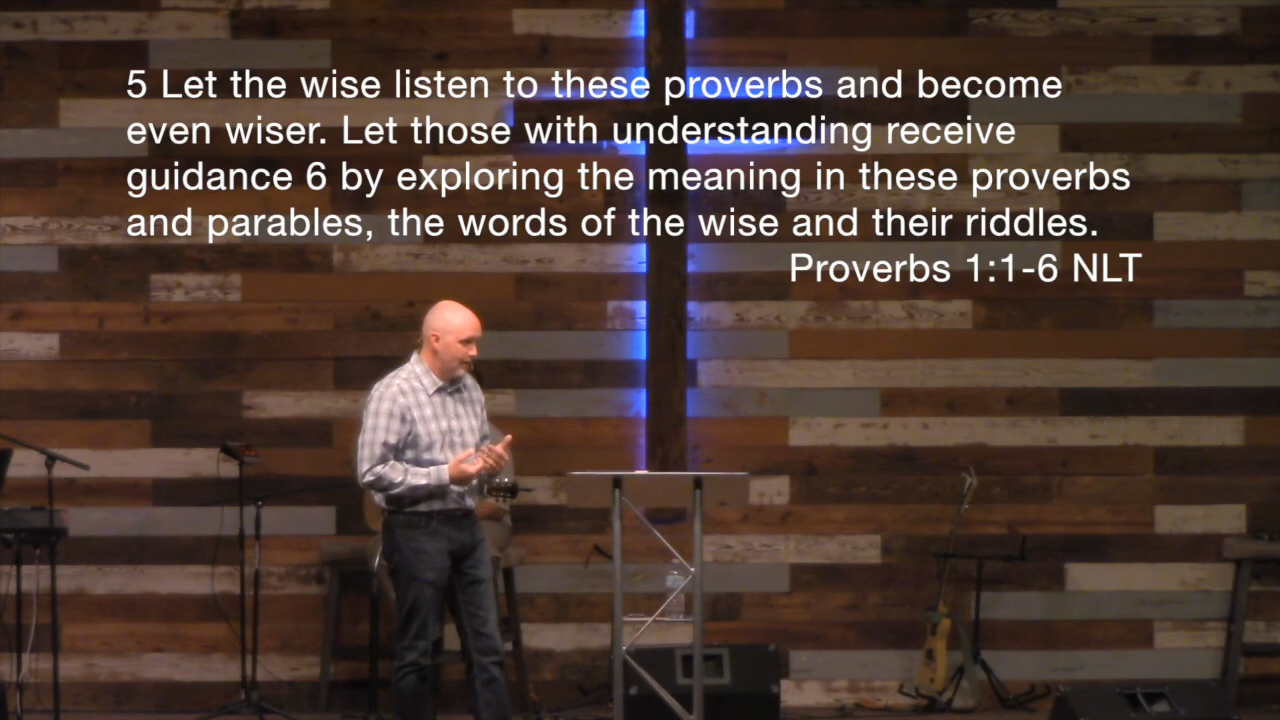 5 Let the wise listen to these proverbs and become
even wiser. Let those with understanding receive
guidance 6 by exploring the meaning in these proverbs
and parables, the words of the wise and their riddles.
Proverbs 1:1-6 NLT